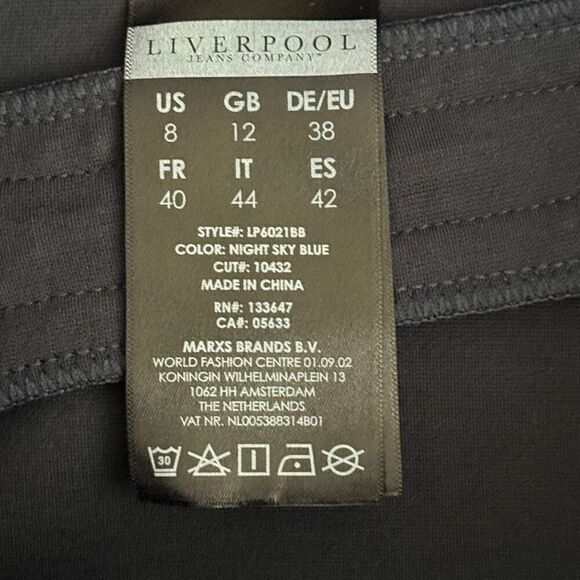 LIVERPOOL
JEANS COMPANY™
US GB DE/EU
8 12 38
FR IT ES
40 44 42
STYLE#: LP6021BB
COLOR: NIGHT SKY BLUE
CUT#: 10432
MADE IN CHINA
RN#: 133647
CA#: 05633
MARXS BRANDS B.V.
WORLD FASHION CENTRE 01.09.02
KONINGIN WILHELMINAPLEIN 13
1062 HH AMSTERDAM
THE NETHERLANDS
VAT NR. NL005388314B01
30